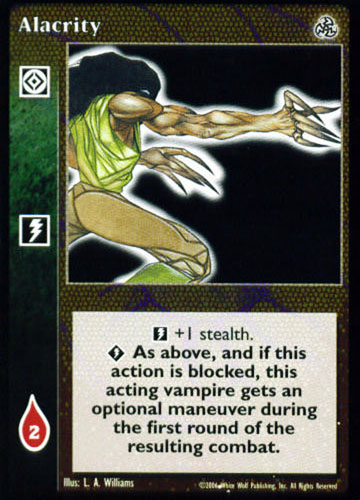 Alacrity
+1 stealth.
As above, and if this
action is blocked, this
acting vampire gets an
optional maneuver during
the first round of the
resulting combat.
2
Illus: L. A. Williams
©2006 White Wolf Publishing, Inc. All Rights Reserved